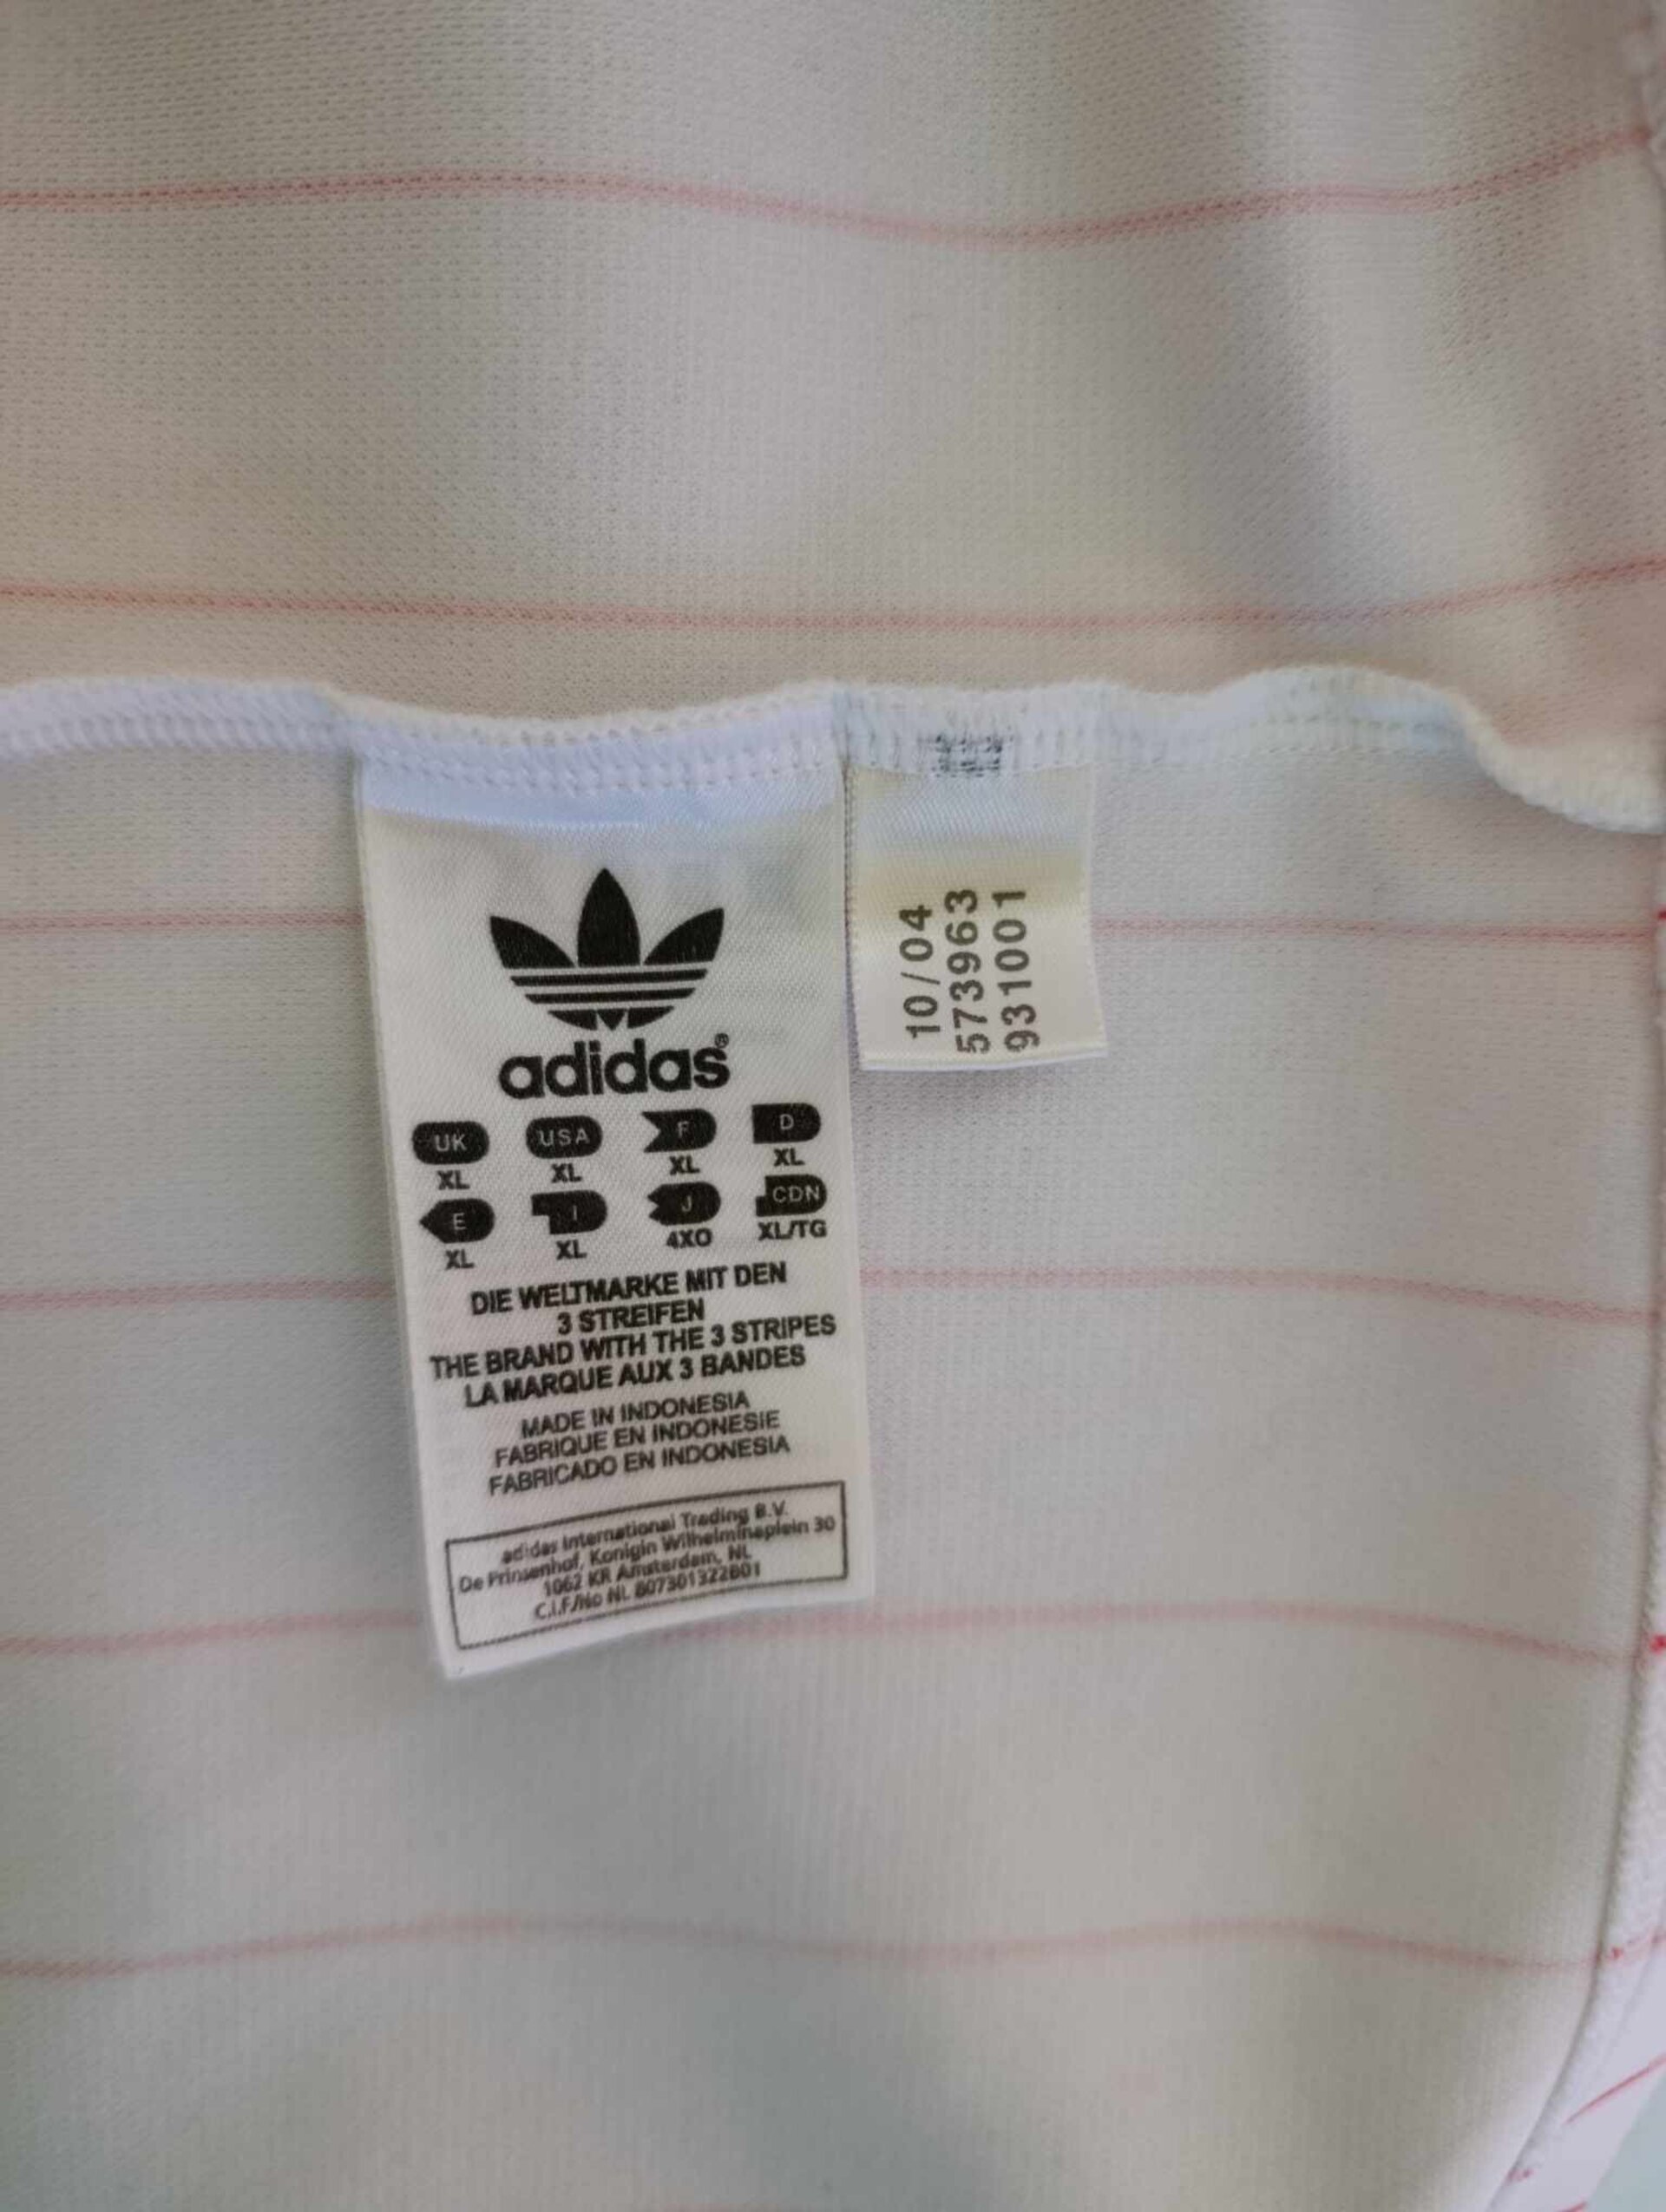 adidas®
UK USA F D
XL XL XL XL
E I J CDN
XL XL 4XO XL/TG
DIE WELTMARKE MIT DEN
3 STREIFEN
THE BRAND WITH THE 3 STRIPES
LA MARQUE AUX 3 BANDES
MADE IN INDONESIA
FABRIQUE EN INDONESIE
FABRICADO EN INDONESIA
adidas International Trading B.V.
De Prinsenhof, Konigin Wilhelminaplein 30
1062 KR Amsterdam, NL
C.I.F/No NL 807301322B01
10/04
573963
931001